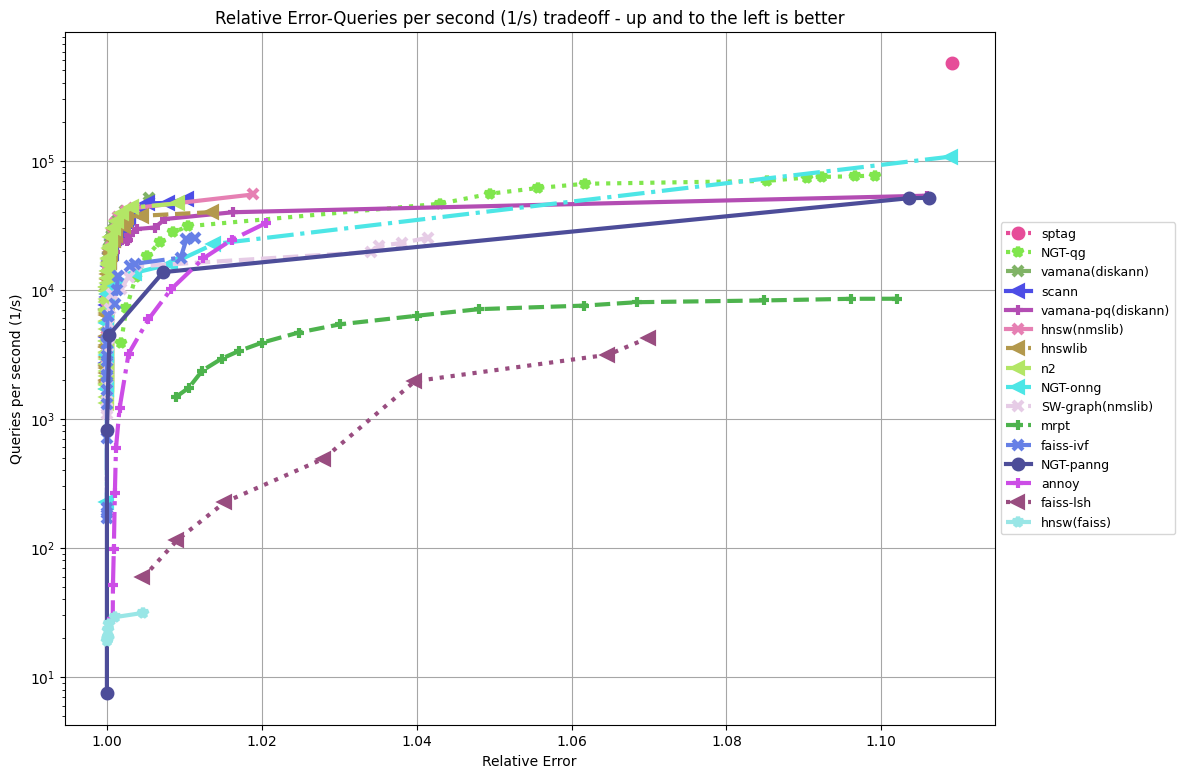 Relative Error-Queries per second (1/s) tradeoff - up and to the left is better
Queries per second (1/s)
10^5
10^4
10^3
10^2
10^1
1.00 1.02 1.04 1.06 1.08 1.10
Relative Error
sptag
NGT-qg
vamana(diskann)
scann
vamana-pq(diskann)
hnsw(nmslib)
hnswlib
n2
NGT-onng
SW-graph(nmslib)
mrpt
faiss-ivf
NGT-panng
annoy
faiss-lsh
hnsw(faiss)